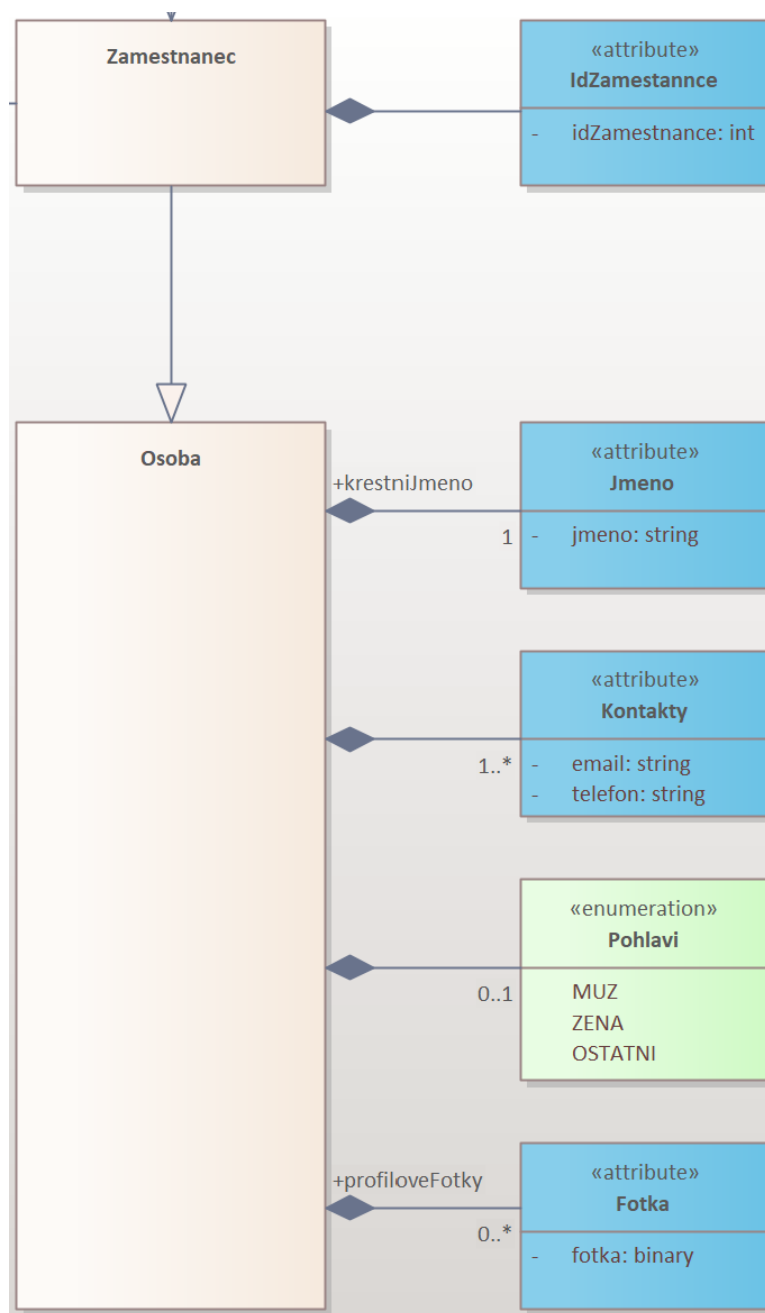 Zamestnanec
«attribute»
IdZamestannce
- idZamestnance: int
Osoba
+krestniJmeno
1
«attribute»
Jmeno
- jmeno: string
1..*
«attribute»
Kontakty
- email: string
- telefon: string
0..1
«enumeration»
Pohlavi
MUZ
ZENA
OSTATNI
+profiloveFotky
0..*
«attribute»
Fotka
- fotka: binary